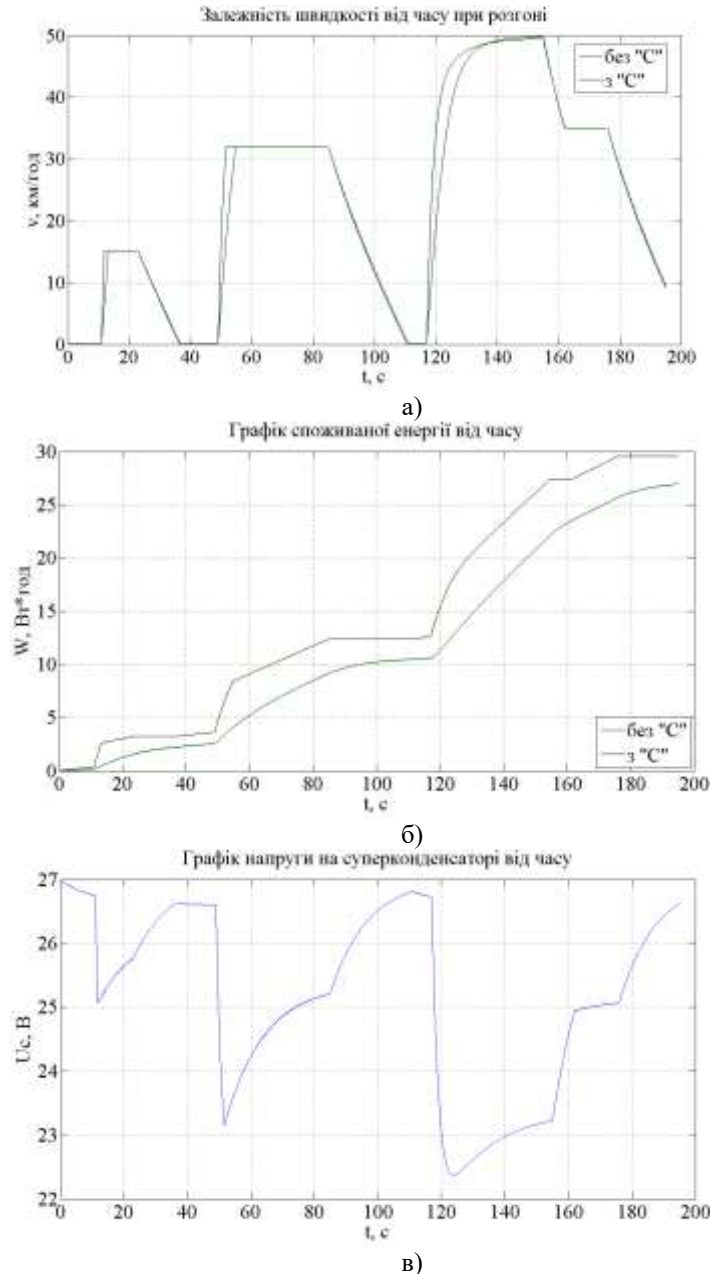 Залежність швидкості від часу при розгоні
50
40
30
20
10
0
v, км/год
без "С"
з "С"
0 20 40 60 80 100 120 140 160 180 200
t, с
а)
Графік споживаної енергії від часу
30
25
20
15
10
5
0
W, Вт*год
без "С"
з "С"
0 20 40 60 80 100 120 140 160 180 200
t, с
б)
Графік напруги на суперконденсаторі від часу
27
26
25
24
23
22
Uc, В
0 20 40 60 80 100 120 140 160 180 200
t, с
в)